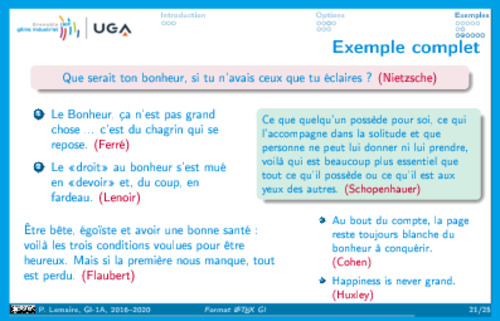 Grenoble INP
génie industriel
UGA
Introduction
Options
Exemples
Exemple complet
Que serait ton bonheur, si tu n'avais ceux que tu éclaires ? (Nietzsche)
1 Le Bonheur, ça n'est pas grand
chose ... c'est du chagrin qui se
repose. (Ferré)
2 Le «droit» au bonheur s'est mué
en «devoir» et, du coup, en
fardeau. (Lenoir)
Être bête, égoïste et avoir une bonne santé :
voilà les trois conditions voulues pour être
heureux. Mais si la première nous manque, tout
est perdu. (Flaubert)
Ce que quelqu'un possède pour soi, ce qui
l'accompagne dans la solitude et que
personne ne peut lui donner ni lui prendre,
voilà qui est beaucoup plus essentiel que
tout ce qu'il possède ou ce qu'il est aux
yeux des autres. (Schopenhauer)
Au bout du compte, la page
reste toujours blanche du
bonheur à conquérir.
(Cohen)
Happiness is never grand.
(Huxley)
P. Lemaire, GI-1A, 2016–2020
Format LATEX GI
21/25